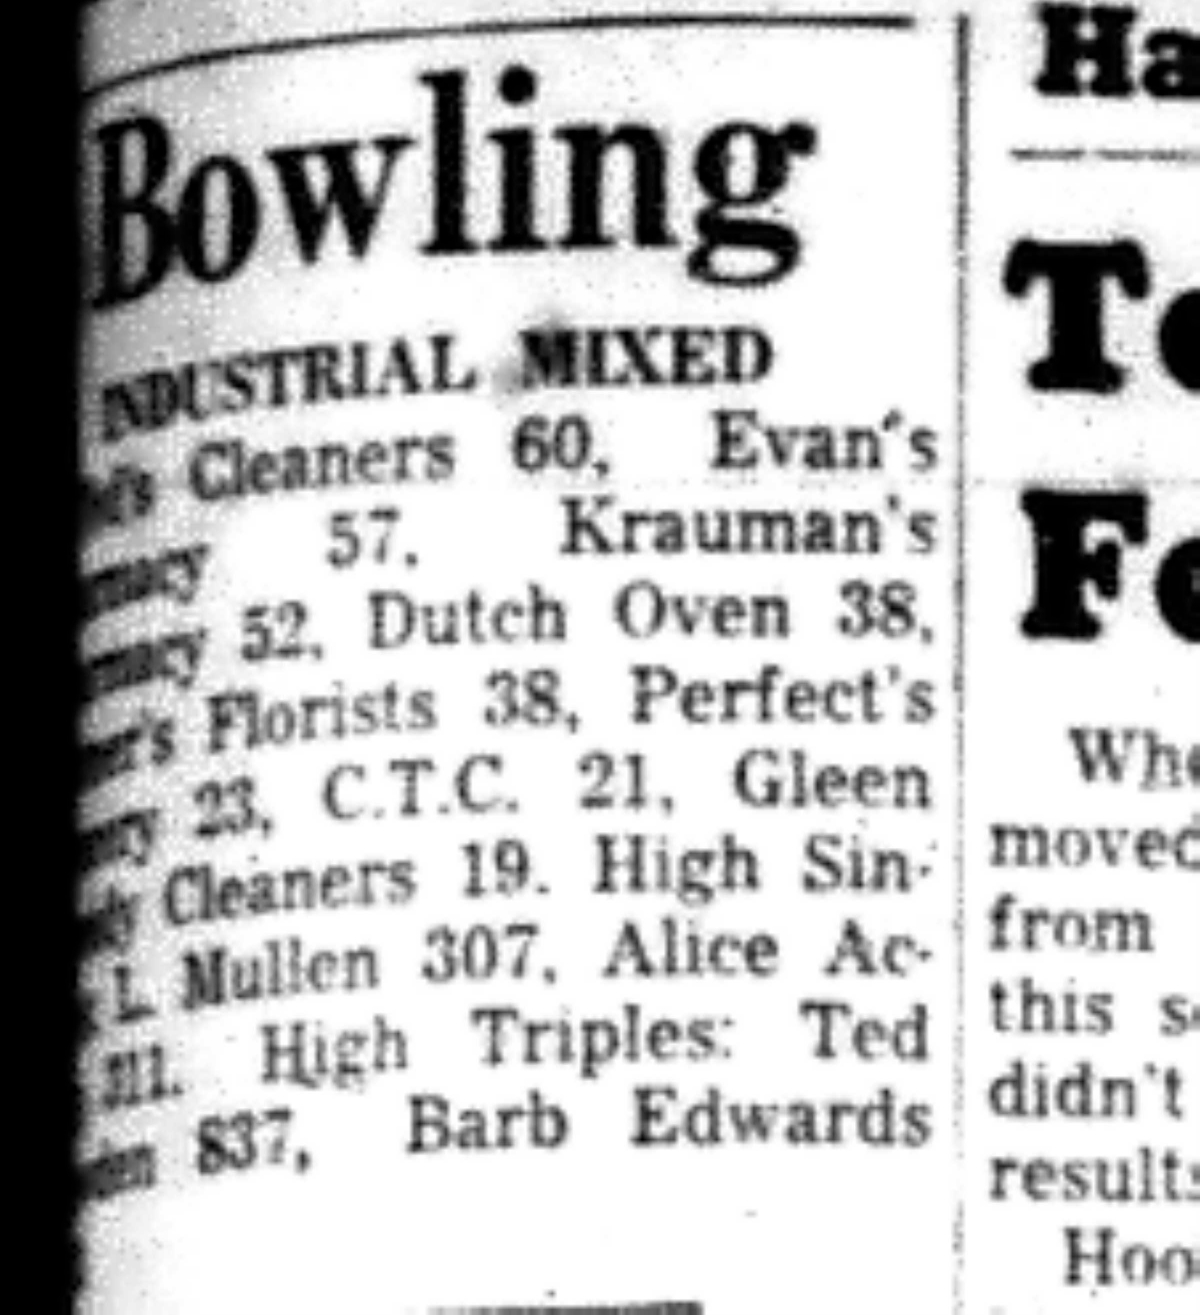 Bowling
INDUSTRIAL MIXED
Cleaners 60, Evan's
57, Krauman's
52, Dutch Oven 38,
Florists 38, Perfect's
23, C.T.C. 21, Gleen
Cleaners 19. High Sin-
L Mullen 307, Alice Ac-
High Triples: Ted
837, Barb Edwards
Ha
To
Fo
Whe
moved
from
this s
didn't
results
Hoo